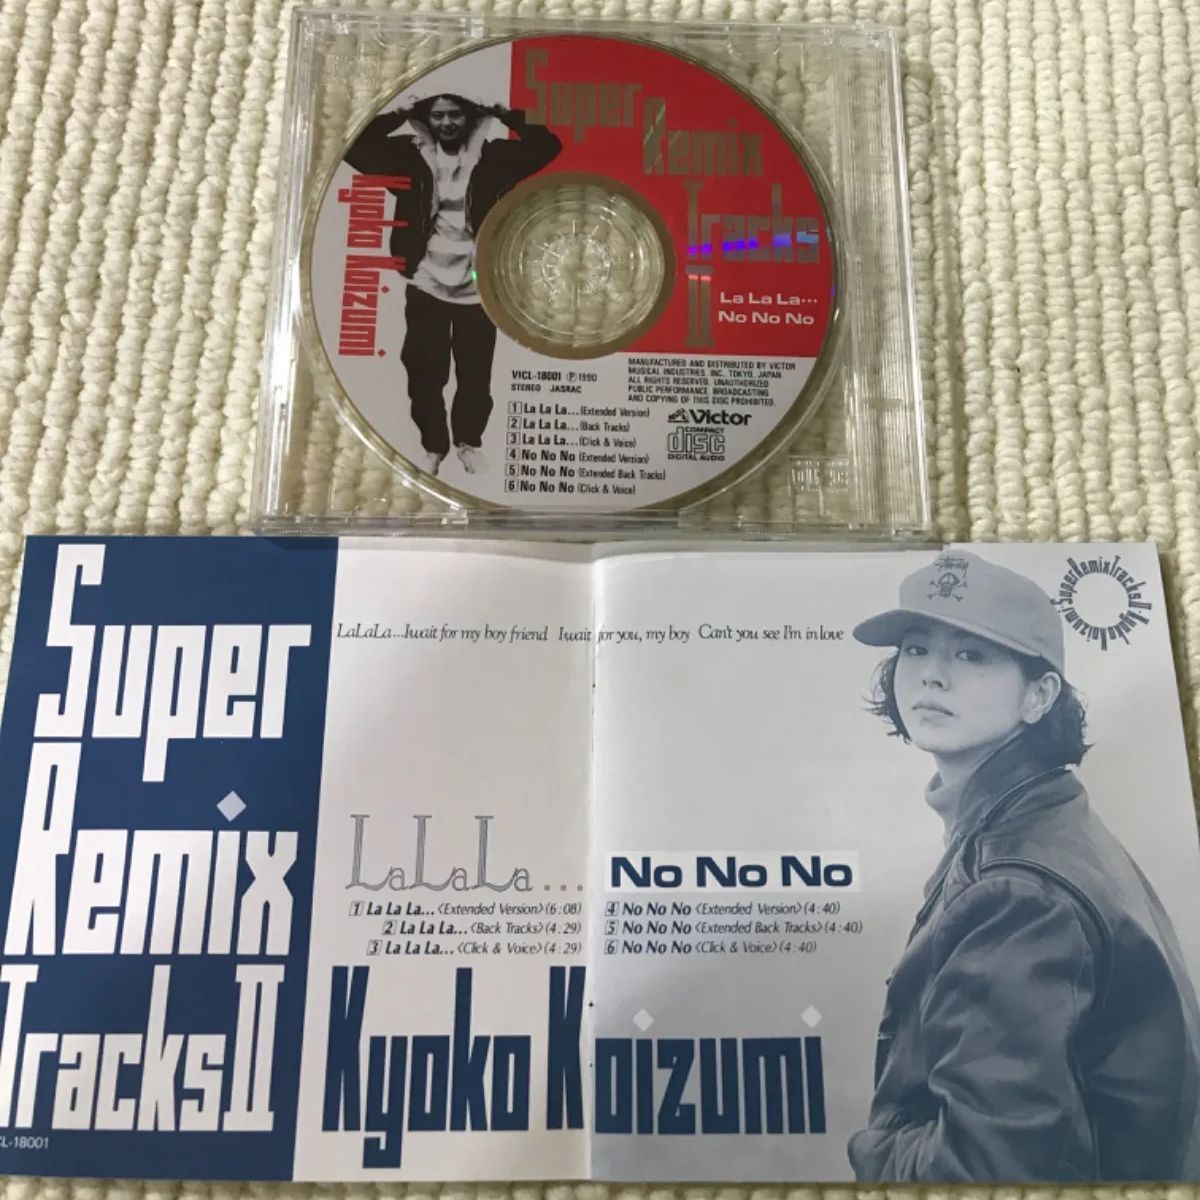 Super
Remix
Tracks
II
La La La...
No No No
Kyoko Koizumi
VICL-18001 Ⓟ1990
STEREO JASRAC
MANUFACTURED AND DISTRIBUTED BY VICTOR
MUSICAL INDUSTRIES, INC. TOKYO, JAPAN
ALL RIGHTS RESERVED. UNAUTHORIZED
PUBLIC PERFORMANCE, BROADCASTING
AND COPYING OF THIS DISC PROHIBITED.
1 La La La...(Extended Version)
2 La La La...(Back Tracks)
3 La La La...(Click & Voice)
4 No No No (Extended Version)
5 No No No (Extended Back Tracks)
6 No No No (Click & Voice)
Victor
COMPACT
disc
DIGITAL AUDIO
Super
Remix
Tracks II
CL-18001
LaLaLa...I wait for my boy friend I wait for you, my boy Can't you see I'm in love
SuperRemixTracksII·KyokoKoizumi·
LaLaLa...
1 La La La...<Extended Version>(6:08)
2 La La La...<Back Tracks>(4:29)
3 La La La...<Click & Voice>(4:29)
No No No
4 No No No <Extended Version>(4:40)
5 No No No <Extended Back Tracks>(4:40)
6 No No No <Click & Voice>(4:40)
Kyoko Koizumi